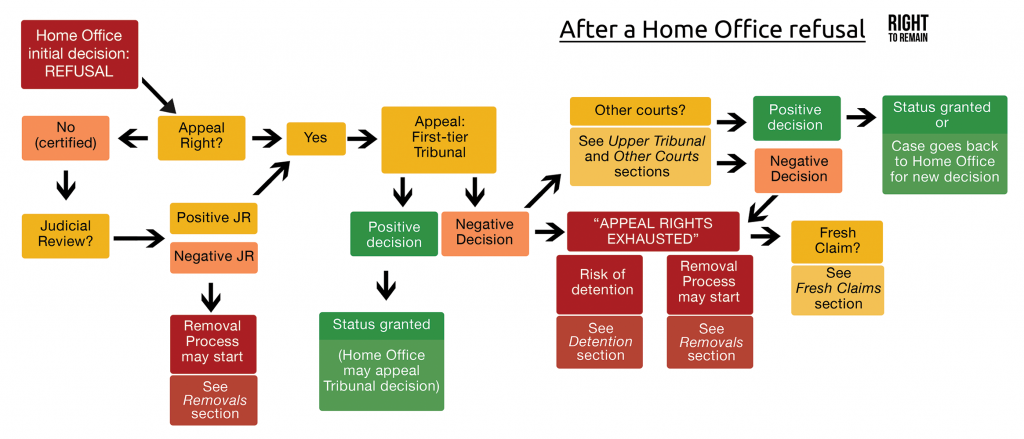 After a Home Office refusal
RIGHT
TO REMAIN
Home Office
initial decision:
REFUSAL
No
(certified)
Appeal
Right?
Yes
Appeal:
First-tier
Tribunal
Judicial
Review?
Positive JR
Negative JR
Removal
Process
may start
See
Removals
section
Positive
decision
Negative
Decision
Status granted
(Home Office
may appeal
Tribunal decision)
Other courts?
See Upper Tribunal
and Other Courts
sections
Positive
decision
Negative
Decision
Status granted
or
Case goes back
to Home Office
for new decision
“APPEAL RIGHTS
EXHAUSTED”
Risk of
detention
See
Detention
section
Removal
Process
may start
See
Removals
section
Fresh
Claim?
See
Fresh Claims
section